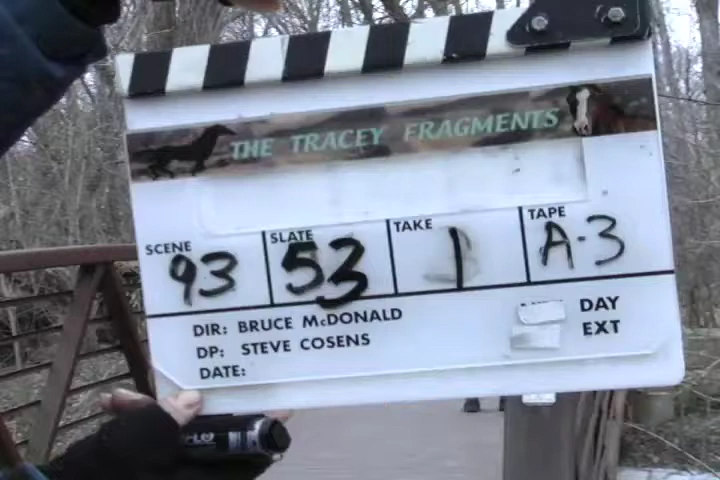 THE TRACEY FRAGMENTS
SCENE SLATE TAKE TAPE
93 53 1 A-3
DIR: BRUCE McDONALD
DP: STEVE COSENS
DATE:
DAY
EXT